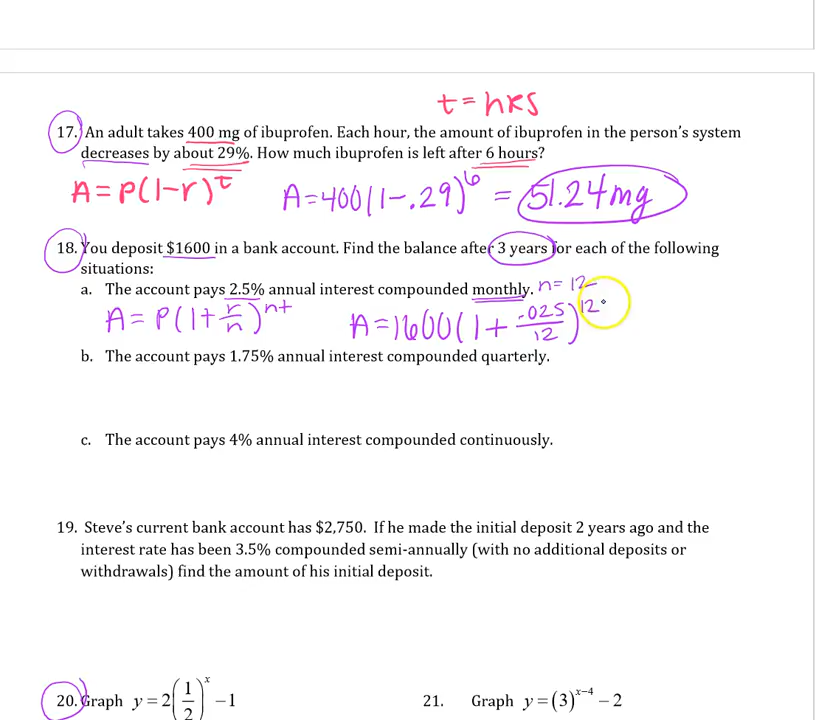 t = hrs
17. An adult takes 400 mg of ibuprofen. Each hour, the amount of ibuprofen in the person's system
decreases by about 29%. How much ibuprofen is left after 6 hours?
A = P(1-r)^t A=400(1-.29)^6 = 51.24mg
18. You deposit $1600 in a bank account. Find the balance after 3 years for each of the following
situations:
a. The account pays 2.5% annual interest compounded monthly. n= 12
A = P(1+ r/n)^nt A=1600(1+ .025/12)^12·
b. The account pays 1.75% annual interest compounded quarterly.
c. The account pays 4% annual interest compounded continuously.
19. Steve's current bank account has $2,750. If he made the initial deposit 2 years ago and the
interest rate has been 3.5% compounded semi-annually (with no additional deposits or
withdrawals) find the amount of his initial deposit.
20. Graph y = 2(1/2)^x − 1 21. Graph y = (3)^x−4 − 2